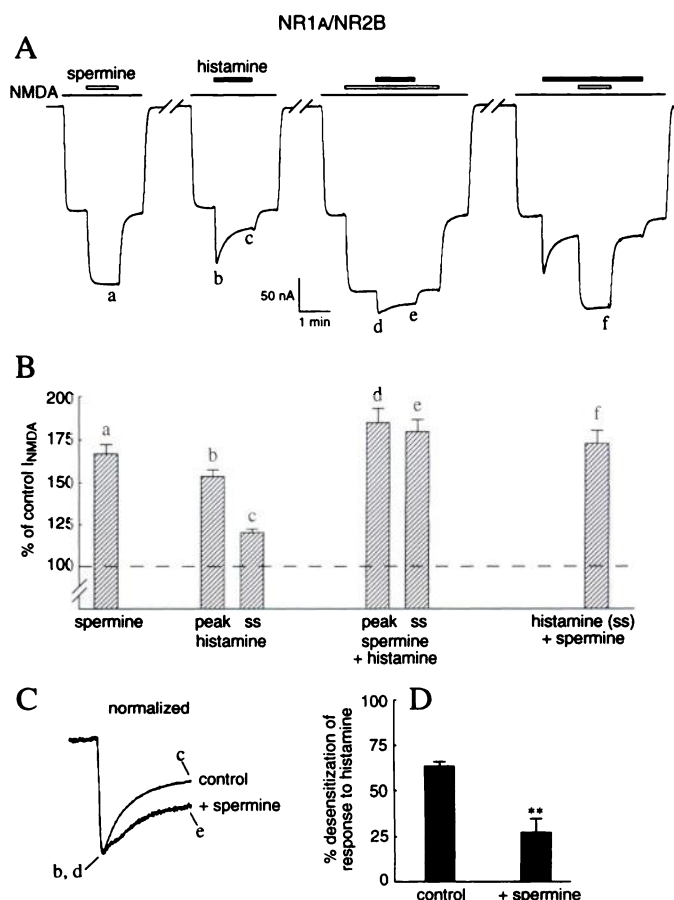 NR1A/NR2B
A
spermine
histamine
NMDA
a
b
c
50 nA
1 min
d
e
f
B
% of control INMDA
200
175
150
125
100
a
b
c
d
e
f
spermine
peak ss
histamine
peak ss
spermine
+ histamine
histamine (ss)
+ spermine
C
normalized
c
control
+ spermine
e
b, d
D
% desensitization of
response to histamine
100
75
50
25
0
**
control
+ spermine